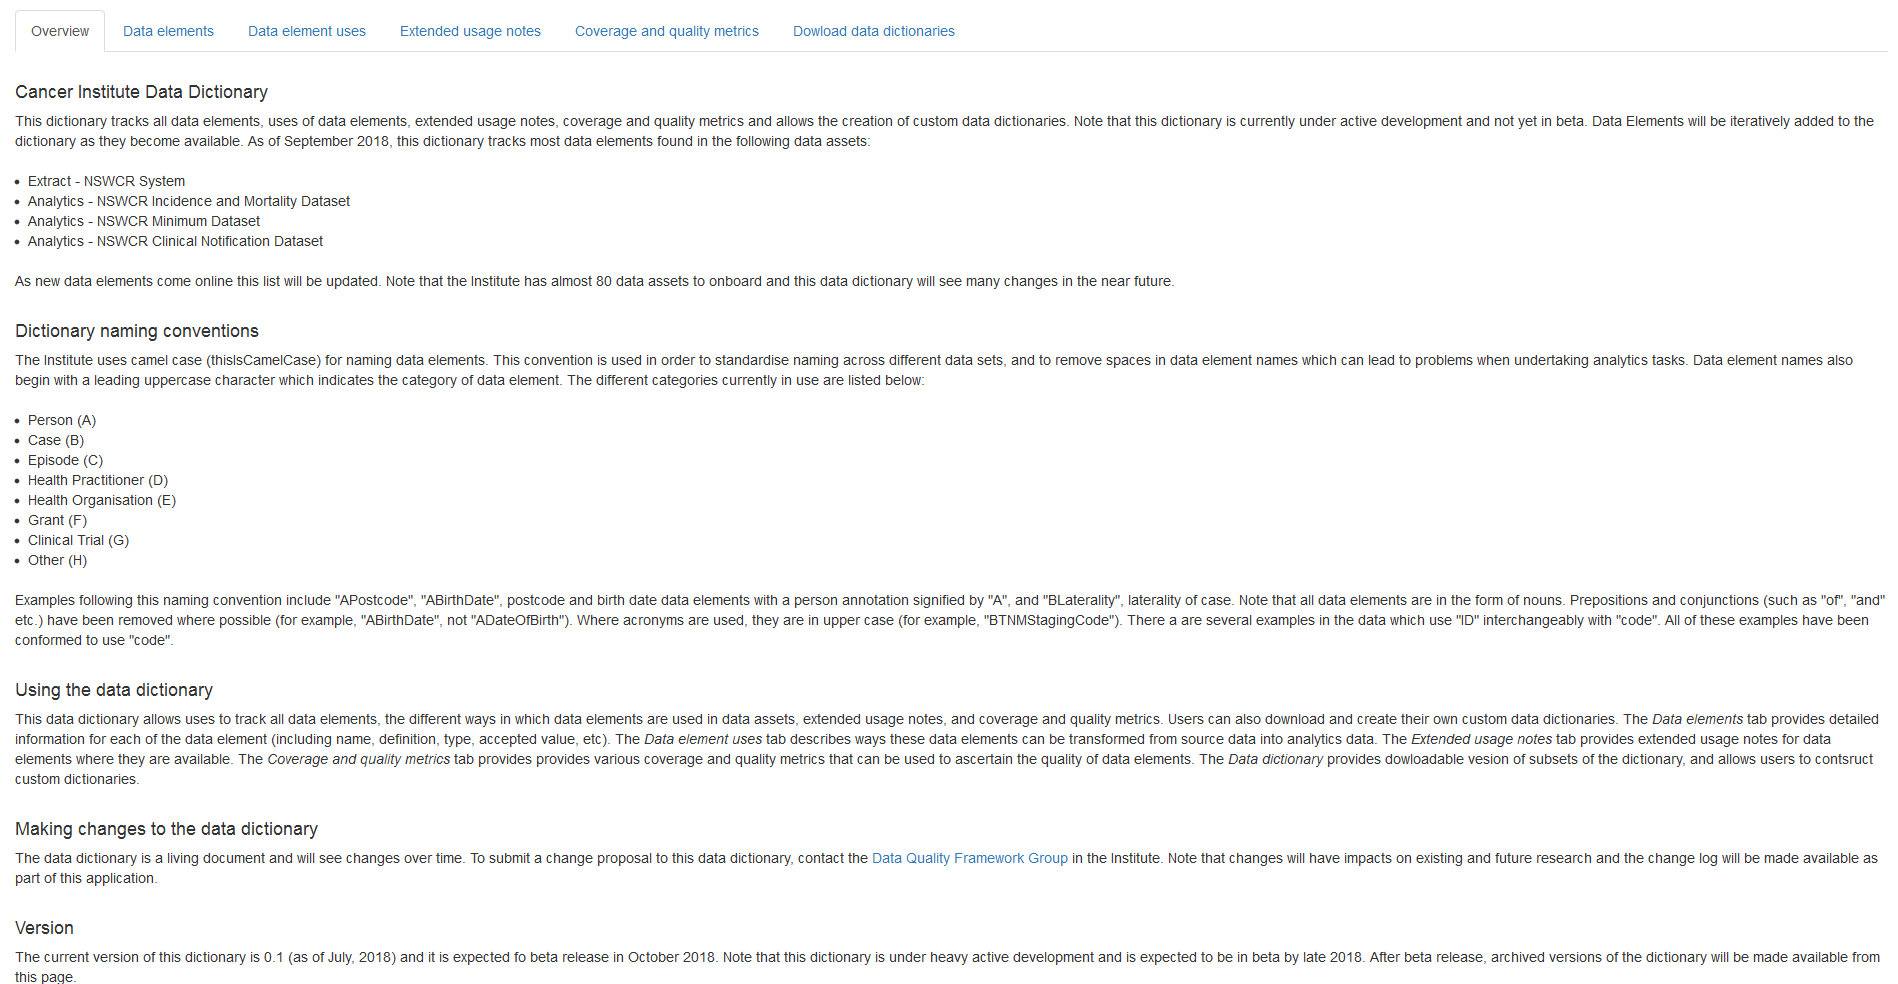 Overview Data elements Data element uses Extended usage notes Coverage and quality metrics Dowload data dictionaries
Cancer Institute Data Dictionary
This dictionary tracks all data elements, uses of data elements, extended usage notes, coverage and quality metrics and allows the creation of custom data dictionaries. Note that this dictionary is currently under active development and not yet in beta. Data Elements will be iteratively added to the
dictionary as they become available. As of September 2018, this dictionary tracks most data elements found in the following data assets:
• Extract - NSWCR System
• Analytics - NSWCR Incidence and Mortality Dataset
• Analytics - NSWCR Minimum Dataset
• Analytics - NSWCR Clinical Notification Dataset
As new data elements come online this list will be updated. Note that the Institute has almost 80 data assets to onboard and this data dictionary will see many changes in the near future.
Dictionary naming conventions
The Institute uses camel case (thisIsCamelCase) for naming data elements. This convention is used in order to standardise naming across different data sets, and to remove spaces in data element names which can lead to problems when undertaking analytics tasks. Data element names also
begin with a leading uppercase character which indicates the category of data element. The different categories currently in use are listed below:
• Person (A)
• Case (B)
• Episode (C)
• Health Practitioner (D)
• Health Organisation (E)
• Grant (F)
• Clinical Trial (G)
• Other (H)
Examples following this naming convention include "APostcode", "ABirthDate", postcode and birth date data elements with a person annotation signified by "A", and "BLaterality", laterality of case. Note that all data elements are in the form of nouns. Prepositions and conjunctions (such as "of", "and"
etc.) have been removed where possible (for example, "ABirthDate", not "ADateOfBirth"). Where acronyms are used, they are in upper case (for example, "BTNMStagingCode"). There a are several examples in the data which use "ID" interchangeably with "code". All of these examples have been
conformed to use "code".
Using the data dictionary
This data dictionary allows uses to track all data elements, the different ways in which data elements are used in data assets, extended usage notes, and coverage and quality metrics. Users can also download and create their own custom data dictionaries. The Data elements tab provides detailed
information for each of the data element (including name, definition, type, accepted value, etc). The Data element uses tab describes ways these data elements can be transformed from source data into analytics data. The Extended usage notes tab provides extended usage notes for data
elements where they are available. The Coverage and quality metrics tab provides provides various coverage and quality metrics that can be used to ascertain the quality of data elements. The Data dictionary provides dowloadable vesion of subsets of the dictionary, and allows users to contsruct
custom dictionaries.
Making changes to the data dictionary
The data dictionary is a living document and will see changes over time. To submit a change proposal to this data dictionary, contact the Data Quality Framework Group in the Institute. Note that changes will have impacts on existing and future research and the change log will be made available as
part of this application.
Version
The current version of this dictionary is 0.1 (as of July, 2018) and it is expected fo beta release in October 2018. Note that this dictionary is under heavy active development and is expected to be in beta by late 2018. After beta release, archived versions of the dictionary will be made available from
this page.